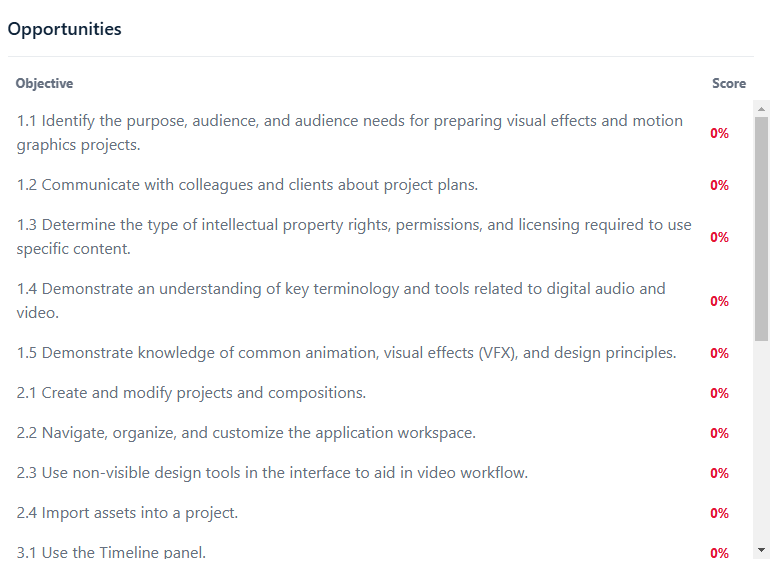 Opportunities
Objective Score
1.1 Identify the purpose, audience, and audience needs for preparing visual effects and motion
graphics projects.
0%
1.2 Communicate with colleagues and clients about project plans. 0%
1.3 Determine the type of intellectual property rights, permissions, and licensing required to use
specific content.
0%
1.4 Demonstrate an understanding of key terminology and tools related to digital audio and
video.
0%
1.5 Demonstrate knowledge of common animation, visual effects (VFX), and design principles. 0%
2.1 Create and modify projects and compositions. 0%
2.2 Navigate, organize, and customize the application workspace. 0%
2.3 Use non-visible design tools in the interface to aid in video workflow. 0%
2.4 Import assets into a project. 0%
3.1 Use the Timeline panel. 0%